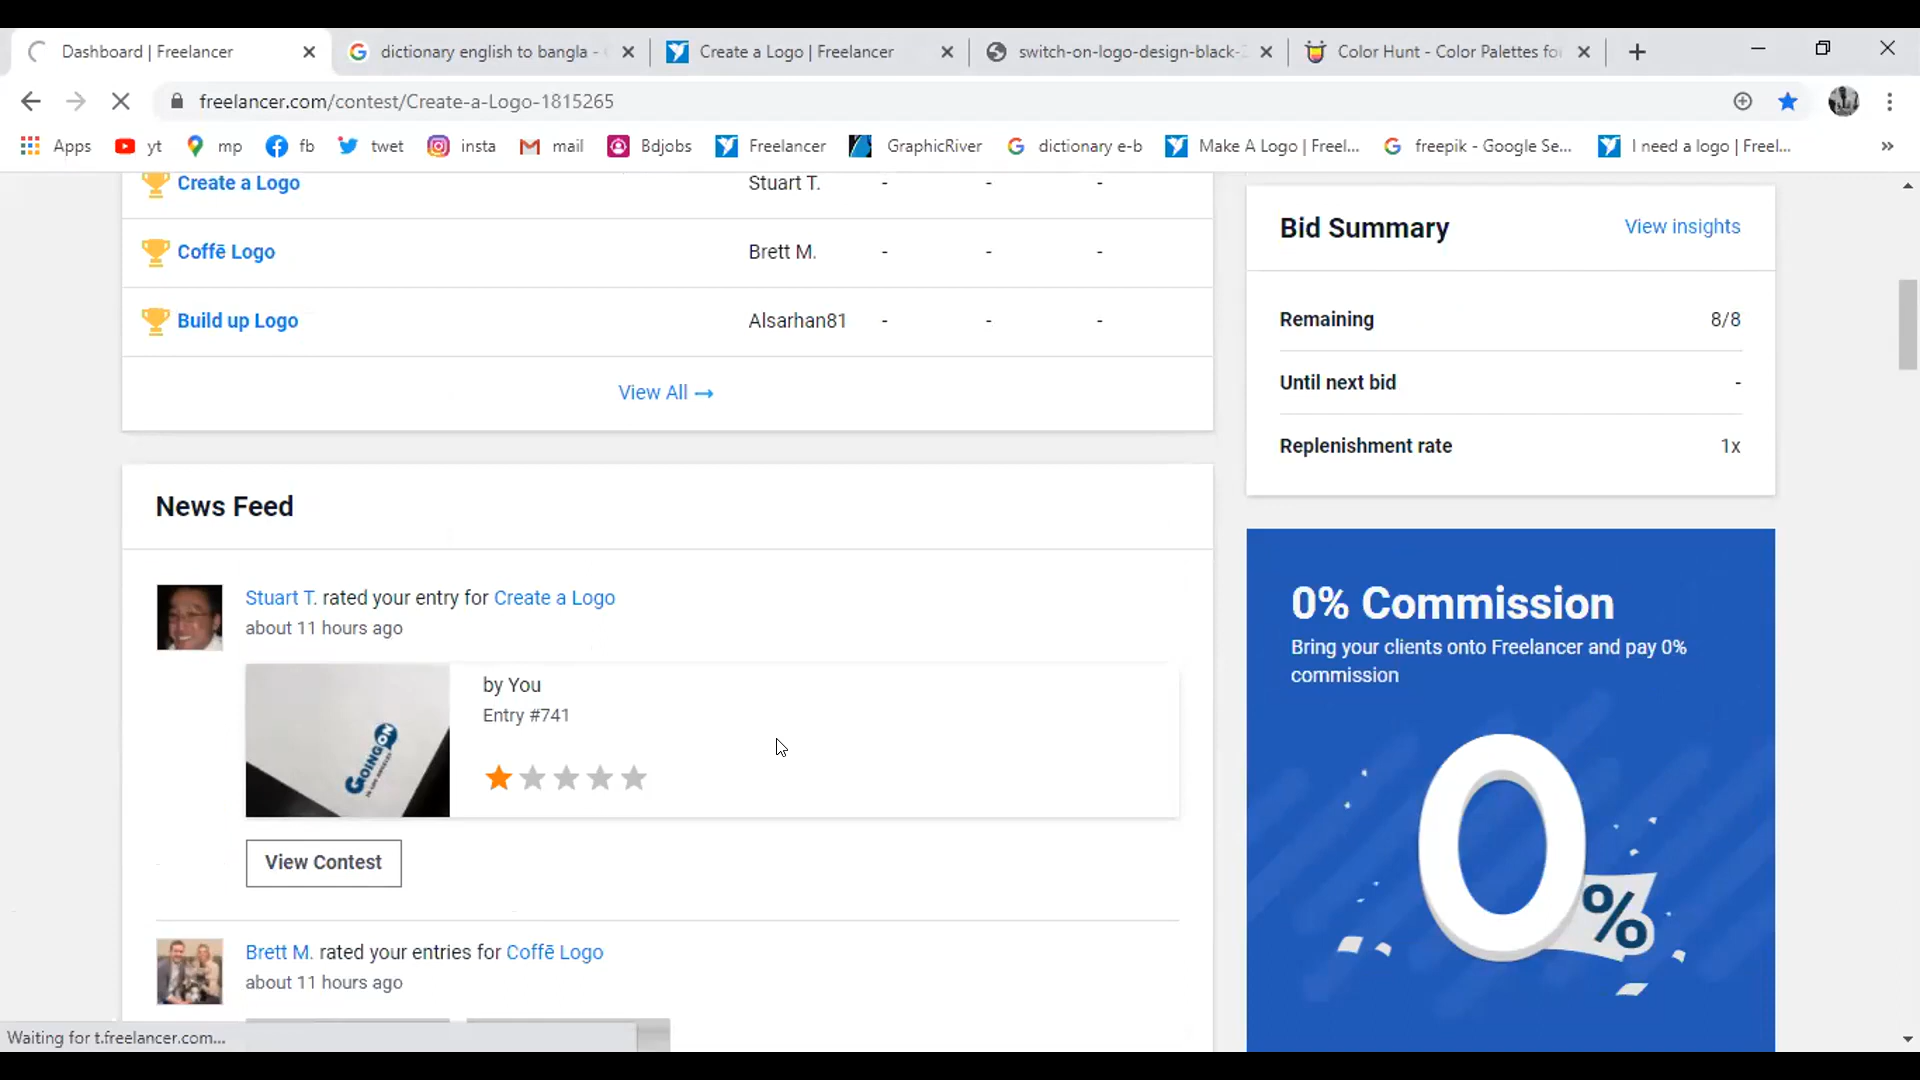 Dashboard | Freelancer
dictionary english to bangla -
Create a Logo | Freelancer
switch-on-logo-design-black-
Color Hunt - Color Palettes for
freelancer.com/contest/Create-a-Logo-1815265
Apps
yt
mp
fb
twet
insta
mail
Bdjobs
Freelancer
GraphicRiver
dictionary e-b
Make A Logo | Freel...
freepik - Google Se...
I need a logo | Freel...
»
Create a Logo Stuart T. - - -
Coffē Logo Brett M. - - -
Build up Logo Alsarhan81 - - -
View All →
Bid Summary View insights
Remaining 8/8
Until next bid -
Replenishment rate 1x
News Feed
Stuart T. rated your entry for Create a Logo
about 11 hours ago
GOINGON
by You
Entry #741
View Contest
Brett M. rated your entries for Coffē Logo
about 11 hours ago
0% Commission
Bring your clients onto Freelancer and pay 0%
commission
0
%
Waiting for t.freelancer.com...